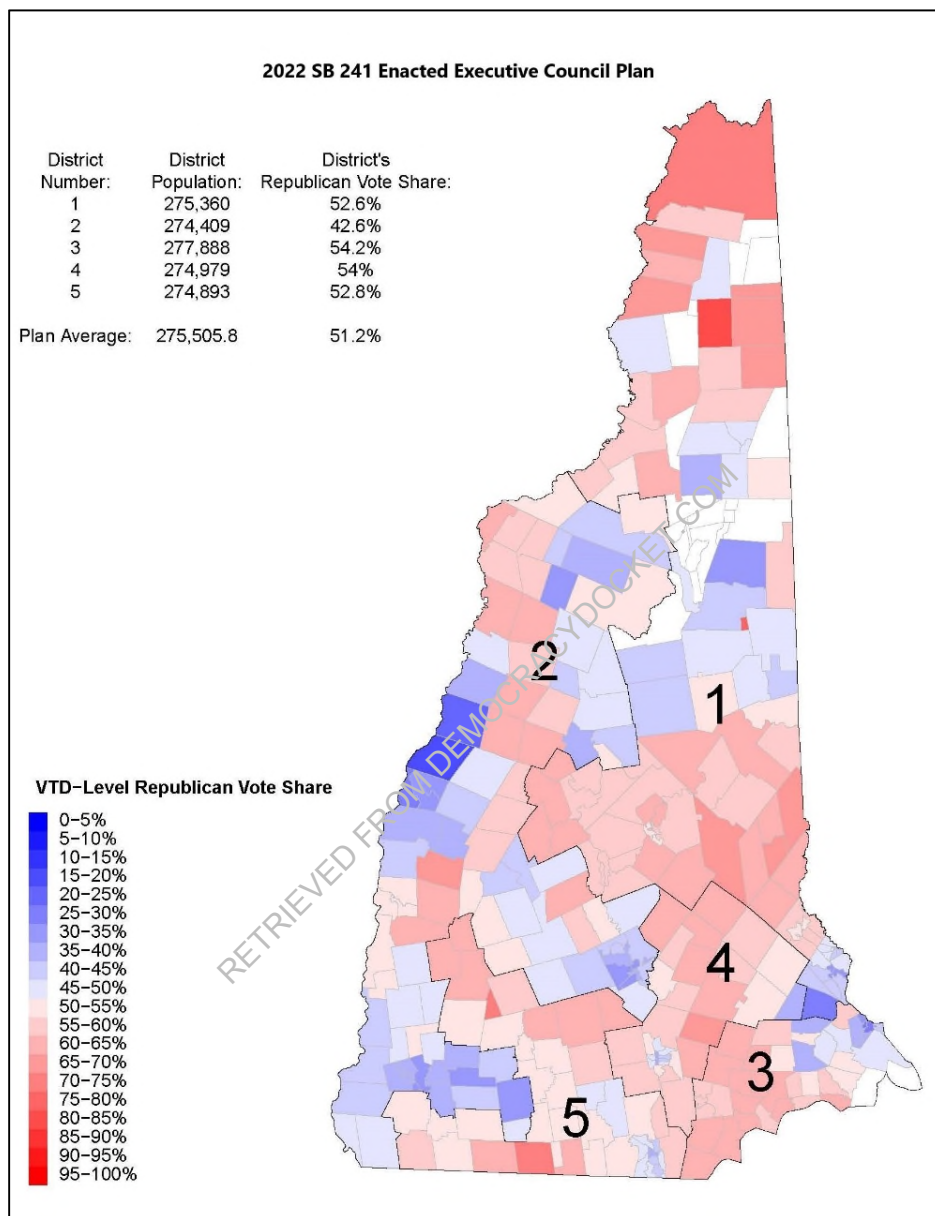 2022 SB 241 Enacted Executive Council Plan
District District District's
Number: Population: Republican Vote Share:
1 275,360 52.6%
2 274,409 42.6%
3 277,888 54.2%
4 274,979 54%
5 274,893 52.8%
Plan Average: 275,505.8 51.2%
2
1
RETRIEVED FROM DEMOCRACYDOCKET.COM
VTD-Level Republican Vote Share
0-5%
5-10%
10-15%
15-20%
20-25%
25-30%
30-35%
35-40%
40-45%
45-50%
50-55%
55-60%
60-65%
65-70%
70-75%
75-80%
80-85%
85-90%
90-95%
95-100%
4
3
5